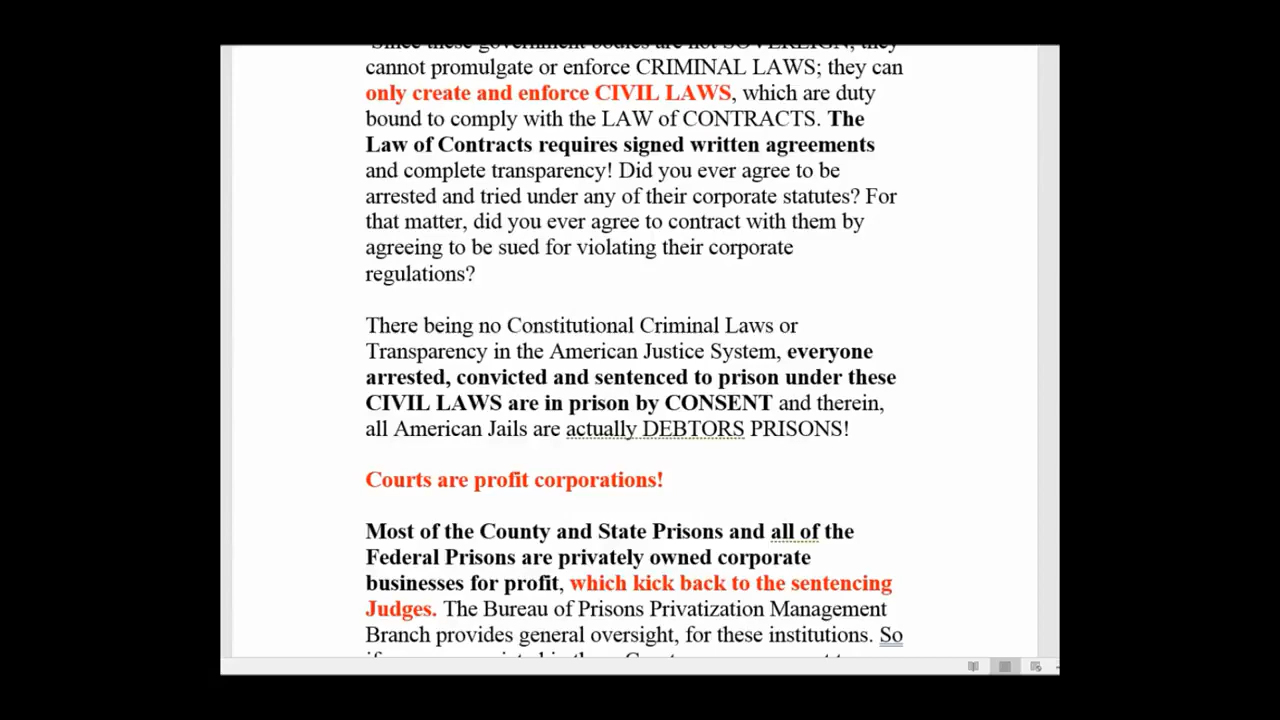 Since these government bodies are not SOVEREIGN, they
cannot promulgate or enforce CRIMINAL LAWS; they can
only create and enforce CIVIL LAWS, which are duty
bound to comply with the LAW of CONTRACTS. The
Law of Contracts requires signed written agreements
and complete transparency! Did you ever agree to be
arrested and tried under any of their corporate statutes? For
that matter, did you ever agree to contract with them by
agreeing to be sued for violating their corporate
regulations?
There being no Constitutional Criminal Laws or
Transparency in the American Justice System, everyone
arrested, convicted and sentenced to prison under these
CIVIL LAWS are in prison by CONSENT and therein,
all American Jails are actually DEBTORS PRISONS!
Courts are profit corporations!
Most of the County and State Prisons and all of the
Federal Prisons are privately owned corporate
businesses for profit, which kick back to the sentencing
Judges. The Bureau of Prisons Privatization Management
Branch provides general oversight, for these institutions. So